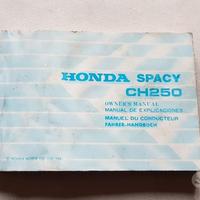 HONDA SPACY
CH250
OWNER'S MANUAL
MANUAL DE EXPLICACIONES
MANUEL DU CONDUCTEUR
FAHRER-HANDBUCH